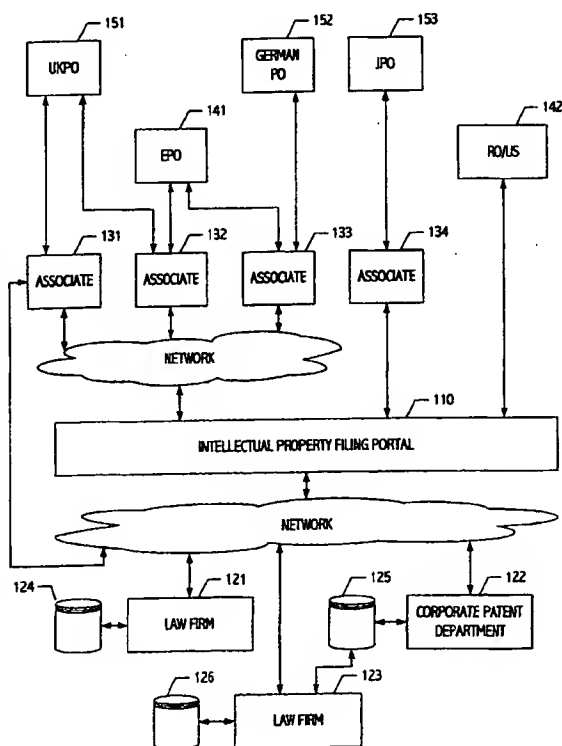 151
UKPO
152
GERMAN
PO
153
JPO
141
EPO
142
RO/US
131
ASSOCIATE
132
ASSOCIATE
133
ASSOCIATE
134
ASSOCIATE
NETWORK
110
INTELLECTUAL PROPERTY FILING PORTAL
NETWORK
124
121
LAW FIRM
125
122
CORPORATE PATENT
DEPARTMENT
126
123
LAW FIRM